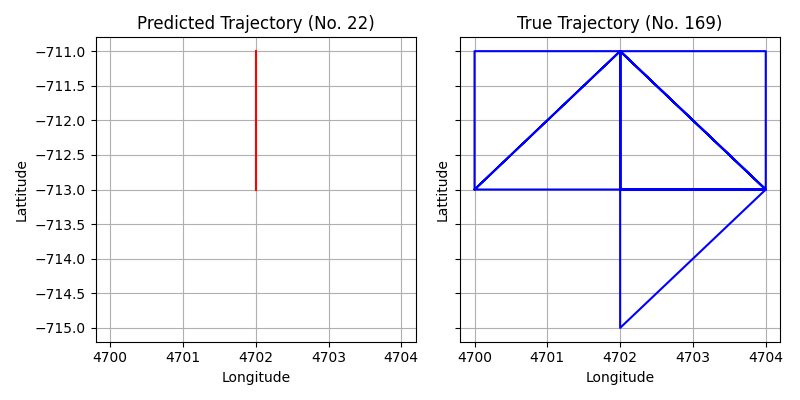 Predicted Trajectory (No. 22)
Lattitude
−711.0
−711.5
−712.0
−712.5
−713.0
−713.5
−714.0
−714.5
−715.0
4700 4701 4702 4703 4704
Longitude
True Trajectory (No. 169)
Lattitude
4700 4701 4702 4703 4704
Longitude